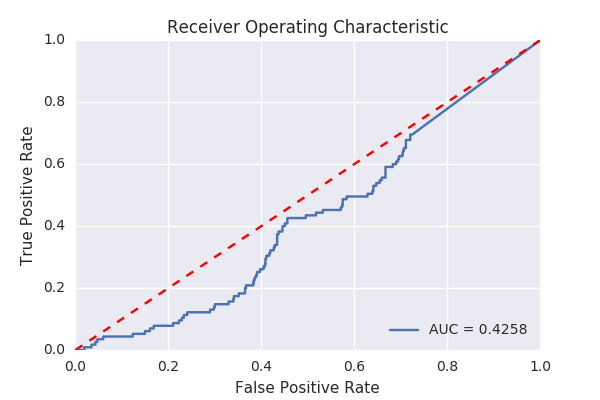 Receiver Operating Characteristic
1.0
0.8
0.6
0.4
0.2
0.0
True Positive Rate
AUC = 0.4258
0.0 0.2 0.4 0.6 0.8 1.0
False Positive Rate